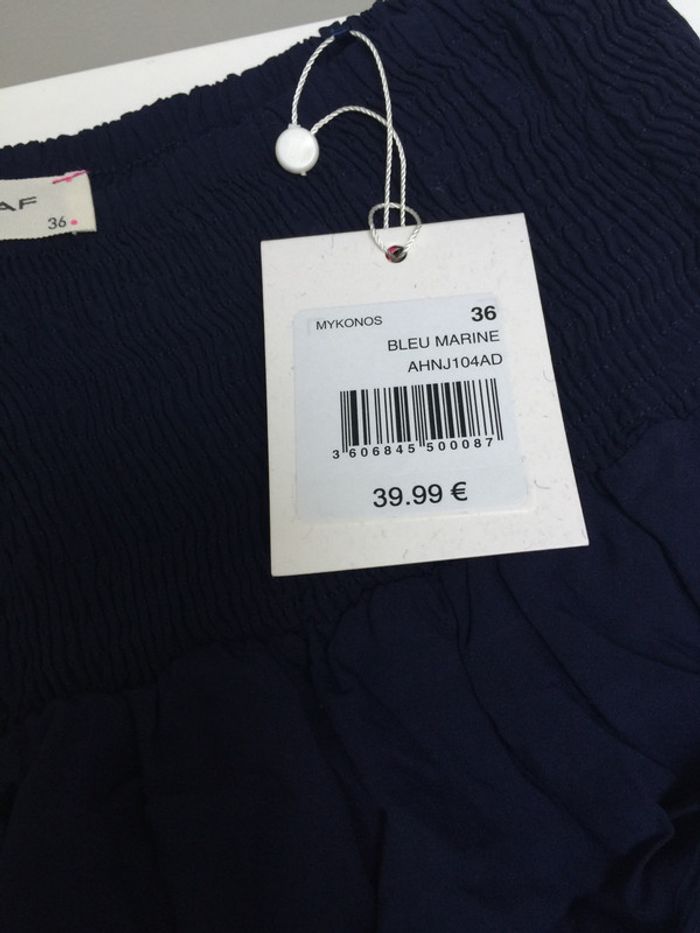 AF
36
MYKONOS
36
BLEU MARINE
AHNJ104AD
3 606845 500087
39.99 €